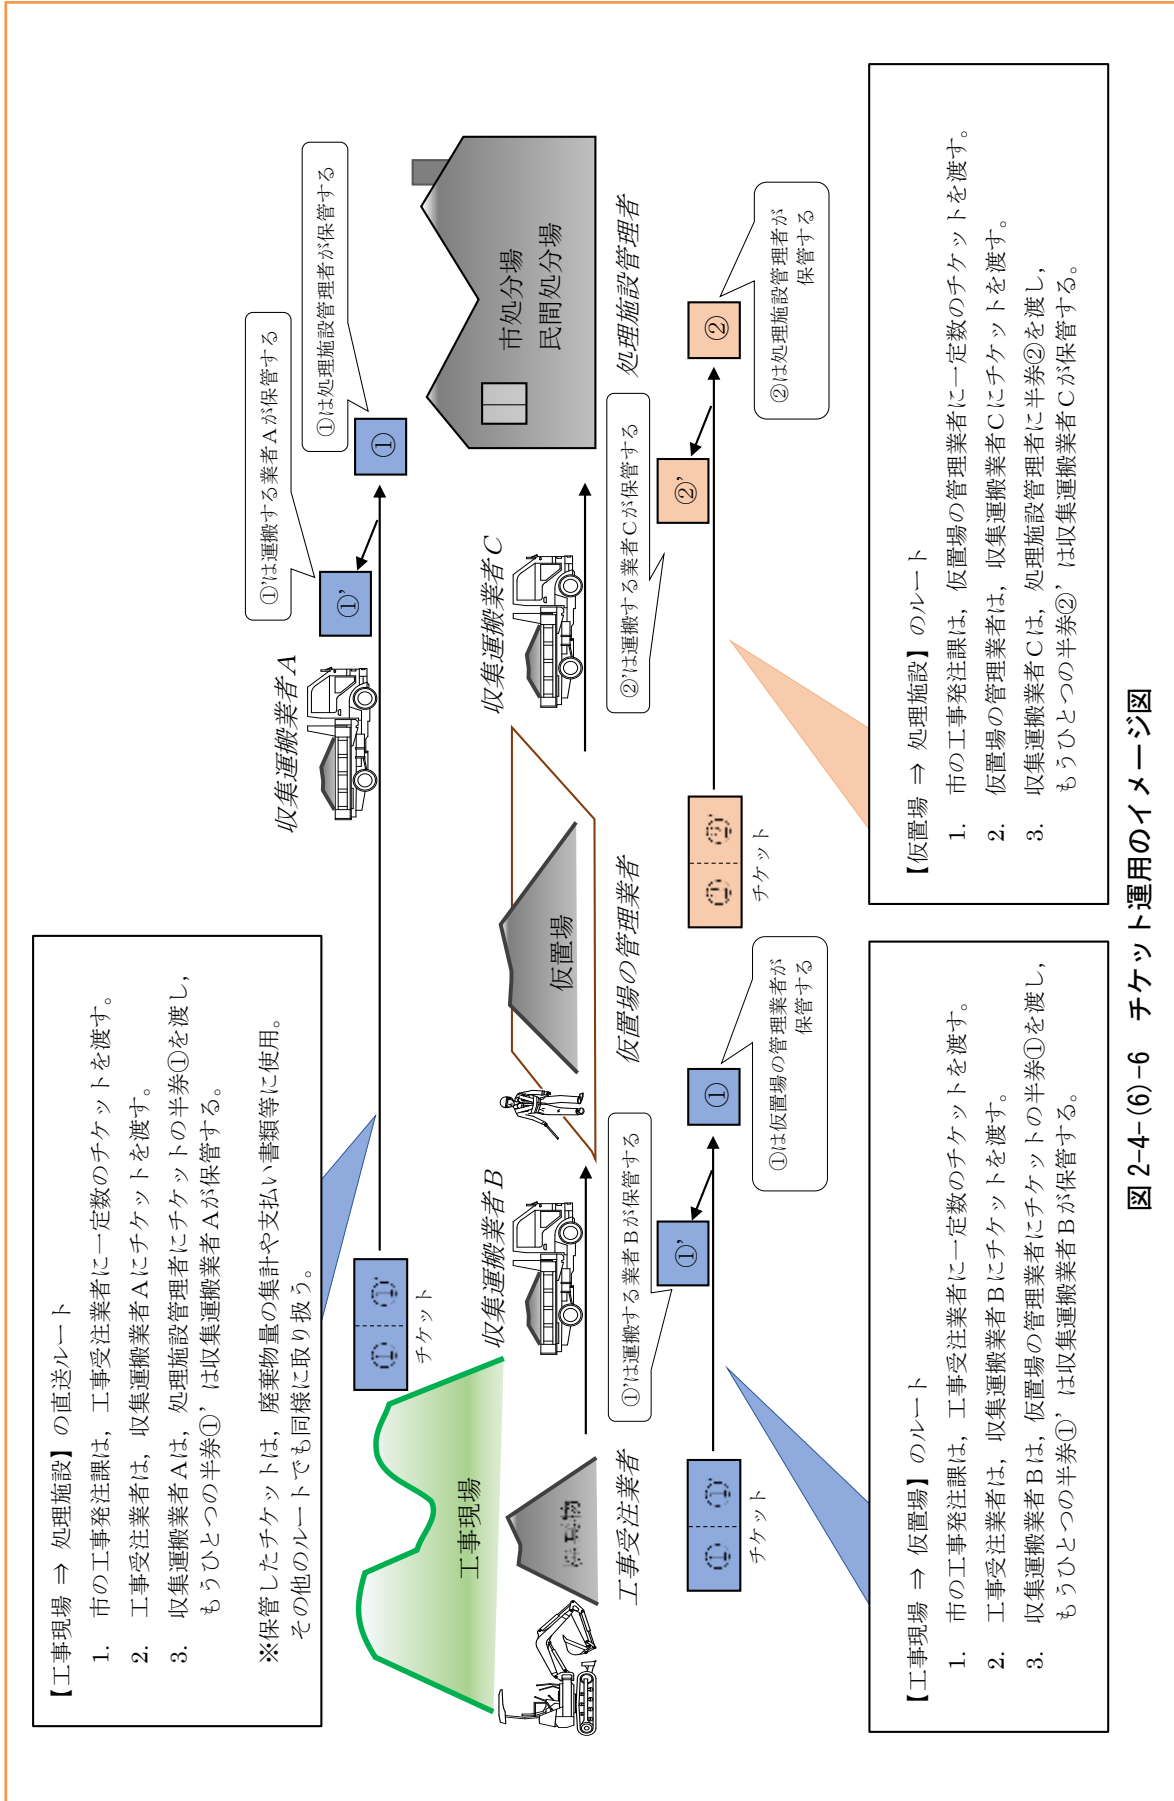 【工事現場 ⇒ 処理施設】の直送ルート
1. 市の工事発注課は，工事受注業者に一定数のチケットを渡す。
2. 工事受注業者は，収集運搬業者Aにチケットを渡す。
3. 収集運搬業者Aは，処理施設管理者にチケットの半券①を渡し，
もうひとつの半券①’は収集運搬業者Aが保管する。
※保管したチケットは，廃棄物量の集計や支払い書類等に使用。
その他のルートでも同様に取り扱う。
①’は運搬する業者Aが保管する
①は処理施設管理者が保管する
収集運搬業者A
①’
①
① ①’
チケット
工事現場
市処分場
民間処分場
収集運搬業者B
仮置場
収集運搬業者C
工事受注業者
仮置場の管理業者
処理施設管理者
①’は運搬する業者Bが保管する
②’は運搬する業者Cが保管する
①’
①
②’
②
① ①’
チケット
チケット
①は仮置場の管理業者が
保管する
②は処理施設管理者が
保管する
【工事現場 ⇒ 仮置場】のルート
1. 市の工事発注課は，工事受注業者に一定数のチケットを渡す。
2. 工事受注業者は，収集運搬業者Bにチケットを渡す。
3. 収集運搬業者Bは，仮置場の管理業者にチケットの半券①を渡し，
もうひとつの半券①’は収集運搬業者Bが保管する。
【仮置場 ⇒ 処理施設】のルート
1. 市の工事発注課は，仮置場の管理業者に一定数のチケットを渡す。
2. 仮置場の管理業者は，収集運搬業者Cにチケットを渡す。
3. 収集運搬業者Cは，処理施設管理者に半券②を渡し，
もうひとつの半券②’は収集運搬業者Cが保管する。
図 2-4-(6)-6 チケット運用のイメージ図